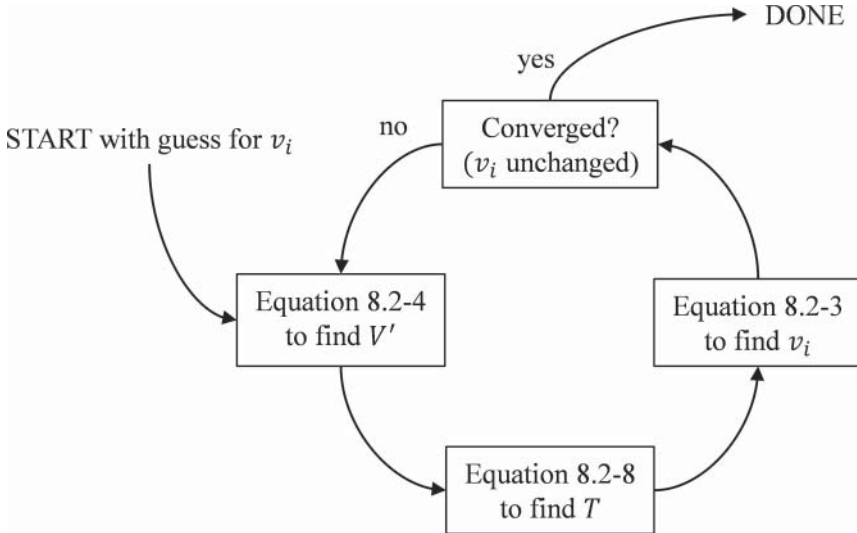 DONE
yes
no
Converged?
(v_i unchanged)
START with guess for v_i
Equation 8.2-4
to find V′
Equation 8.2-3
to find v_i
Equation 8.2-8
to find T